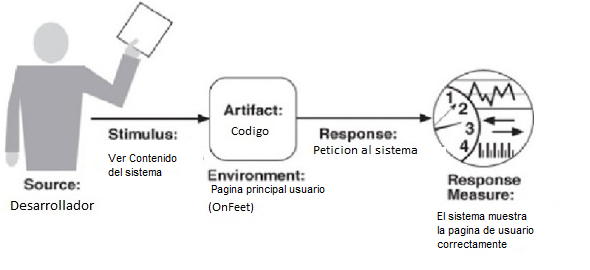 Source:
Desarrollador
Stimulus:
Ver Contenido
del sistema
Artifact:
Codigo
Environment:
Pagina principal usuario
(OnFeet)
Response:
Peticion al sistema
1
2
3
4
Response
Measure:
El sistema muestra
la pagina de usuario
correctamente